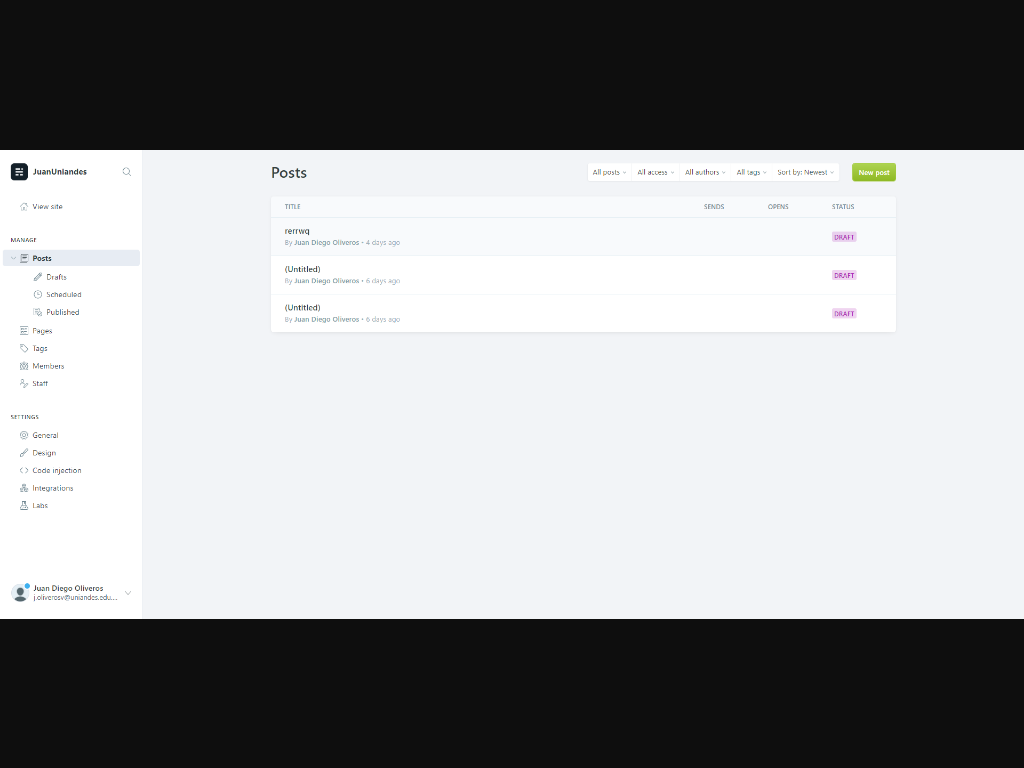 JuanUniandes
View site
MANAGE
Posts
Drafts
Scheduled
Published
Pages
Tags
Members
Staff
SETTINGS
General
Design
Code injection
Integrations
Labs
Juan Diego Oliveros
j.oliverosv@uniandes.edu....
Posts
All posts All access All authors All tags Sort by: Newest New post
TITLE SENDS OPENS STATUS
rerrwq
By Juan Diego Oliveros • 4 days ago
DRAFT
(Untitled)
By Juan Diego Oliveros • 6 days ago
DRAFT
(Untitled)
By Juan Diego Oliveros • 6 days ago
DRAFT